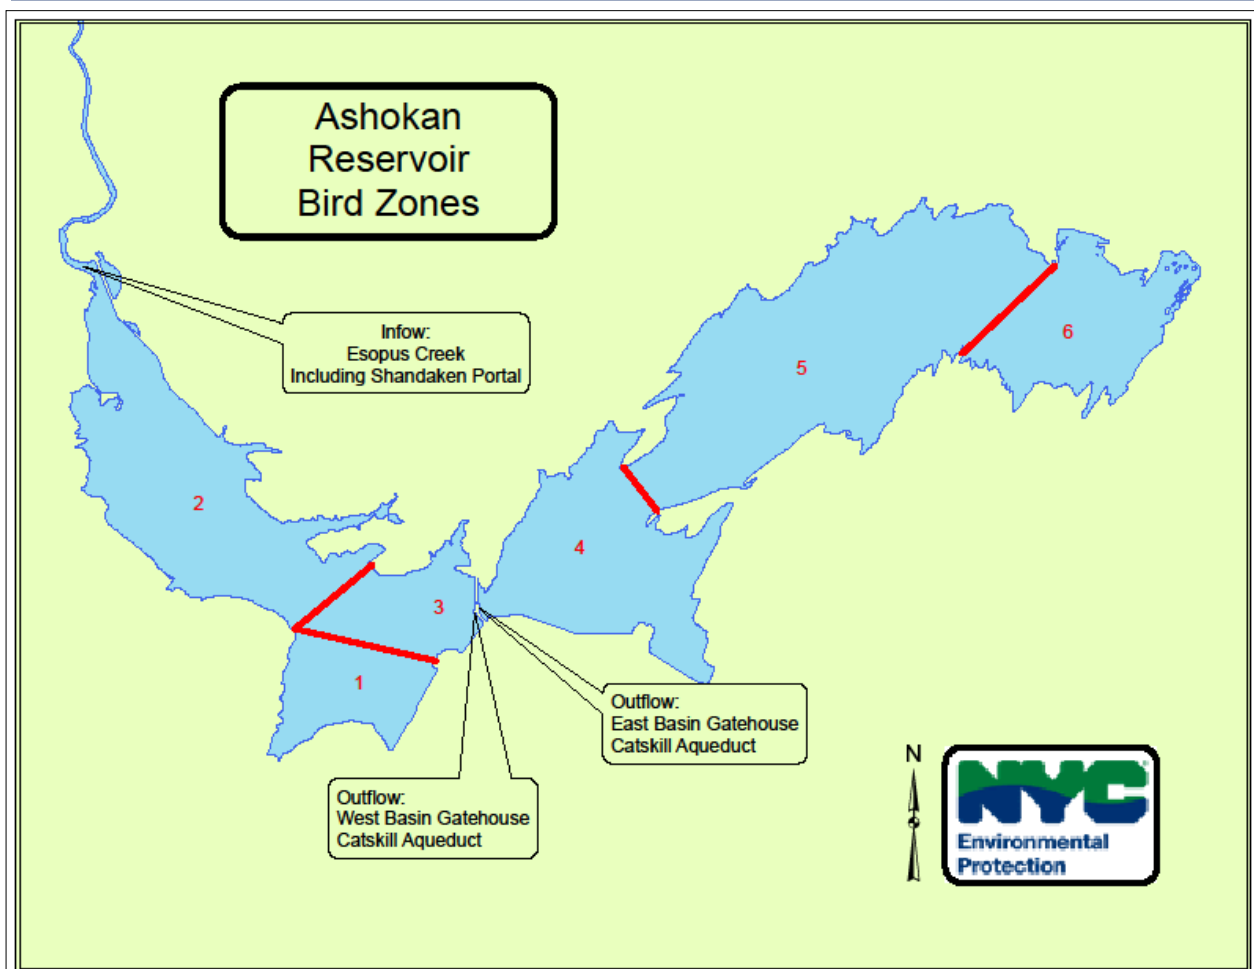 Ashokan
Reservoir
Bird Zones
Infow:
Esopus Creek
Including Shandaken Portal
6
5
2
4
3
1
Outflow:
East Basin Gatehouse
Catskill Aqueduct
Outflow:
West Basin Gatehouse
Catskill Aqueduct
N
NYC
Environmental
Protection